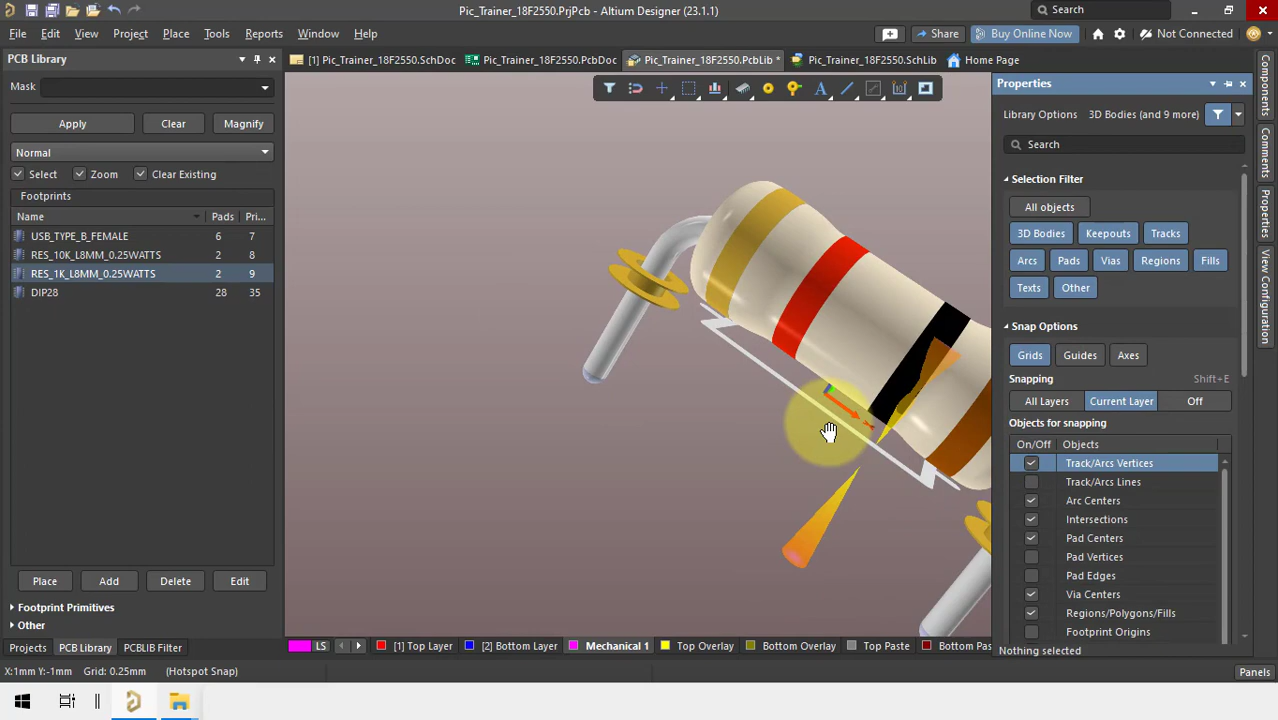 Pic_Trainer_18F2550.PrjPcb - Altium Designer (23.1.1)
Search
File Edit View Project Place Tools Reports Window Help
Share Buy Online Now Not Connected
PCB Library
[1] Pic_Trainer_18F2550.SchDoc Pic_Trainer_18F2550.PcbDoc Pic_Trainer_18F2550.PcbLib * Pic_Trainer_18F2550.SchLib Home Page
Mask
Apply Clear Magnify
Normal
Select Zoom Clear Existing
Footprints
Name Pads Pri...
USB_TYPE_B_FEMALE 6 7
RES_10K_L8MM_0.25WATTS 2 8
RES_1K_L8MM_0.25WATTS 2 9
DIP28 28 35
Place Add Delete Edit
Footprint Primitives
Other
Projects PCB Library PCBLIB Filter
A
10
Properties
Library Options 3D Bodies (and 9 more)
Search
Selection Filter
All objects
3D Bodies Keepouts Tracks
Arcs Pads Vias Regions Fills
Texts Other
Snap Options
Grids Guides Axes
Snapping Shift+E
All Layers Current Layer Off
Objects for snapping
On/Off Objects
Track/Arcs Vertices
Track/Arcs Lines
Arc Centers
Intersections
Pad Centers
Pad Vertices
Pad Edges
Via Centers
Regions/Polygons/Fills
Footprint Origins
Nothing selected
Components
Comments
Properties
View Configuration
LS [1] Top Layer [2] Bottom Layer Mechanical 1 Top Overlay Bottom Overlay Top Paste Bottom Pas
X:1mm Y:-1mm Grid: 0.25mm (Hotspot Snap)
Panels